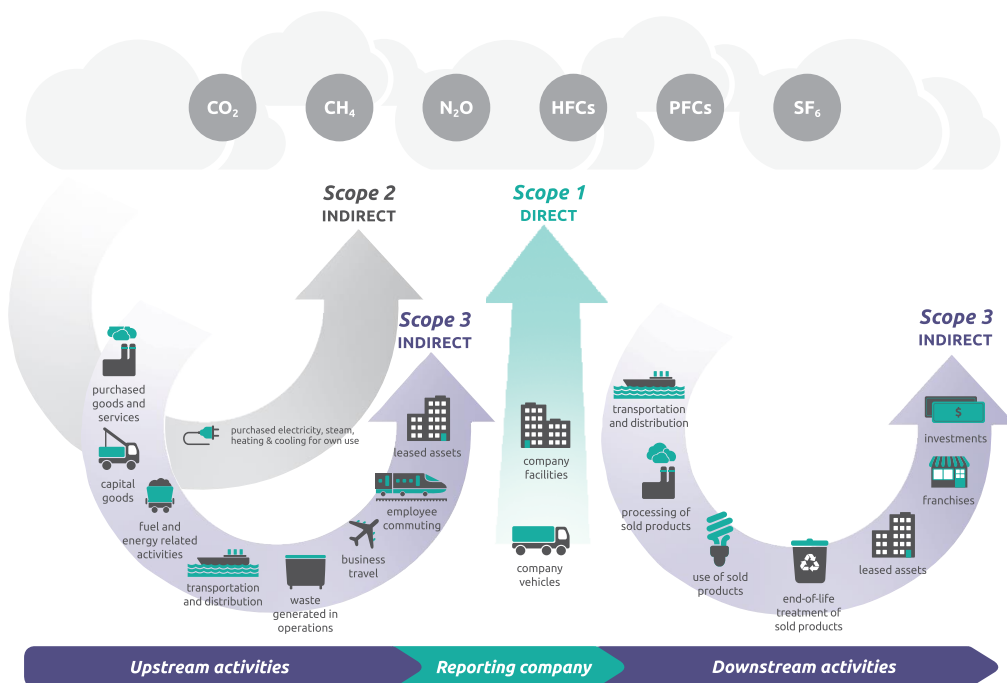 CO₂
CH₄
N₂O
HFCs
PFCs
SF₆
Scope 2
INDIRECT
Scope 1
DIRECT
Scope 3
INDIRECT
Scope 3
INDIRECT
purchased
goods and
services
capital
goods
fuel and
energy related
activities
transportation
and distribution
waste
generated in
operations
business
travel
employee
commuting
leased assets
purchased electricity, steam,
heating & cooling for own use
company
facilities
company
vehicles
transportation
and distribution
processing of
sold products
use of sold
products
end-of-life
treatment of
sold products
leased assets
franchises
$
investments
Upstream activities
Reporting company
Downstream activities